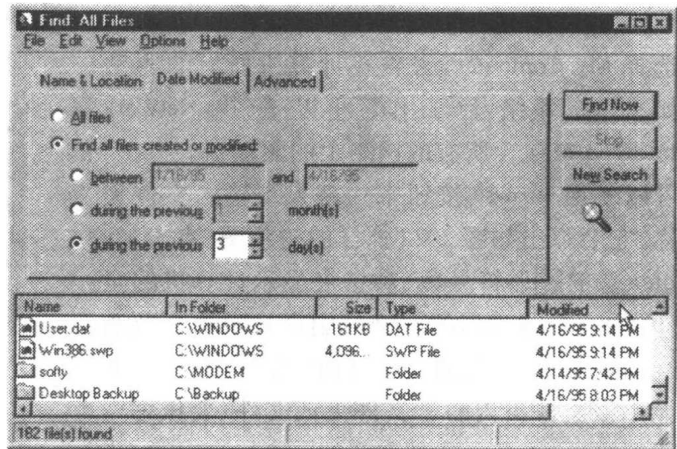 Find: All Files
File Edit View Options Help
Name & Location Date Modified Advanced
All files
Find all files created or modified:
between 1/16/95 and 4/16/95
during the previous 1 month(s)
during the previous 3 day(s)
Find Now
Stop
New Search
Name In Folder Size Type Modified
User.dat C:\WINDOWS 161KB DAT File 4/16/95 9:14 PM
Win386.swp C:\WINDOWS 4,096... SWP File 4/16/95 9:14 PM
softy C:\MODEM Folder 4/14/95 7:42 PM
Desktop Backup C:\Backup Folder 4/16/95 8:03 PM
182 file(s) found